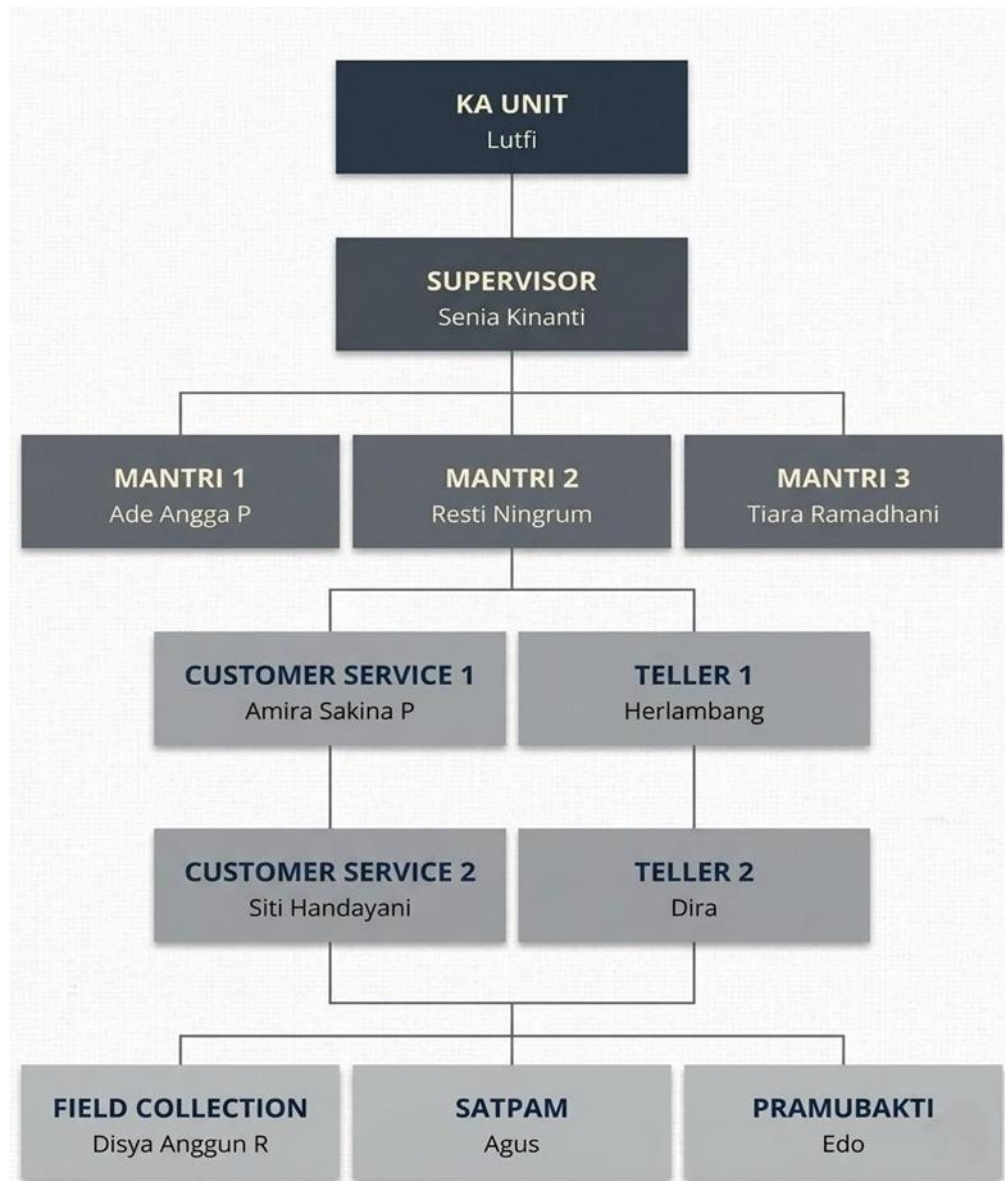 KA UNIT
Lutfi
SUPERVISOR
Senia Kinanti
MANTRI 1
Ade Angga P
MANTRI 2
Resti Ningrum
MANTRI 3
Tiara Ramadhani
CUSTOMER SERVICE 1
Amira Sakina P
TELLER 1
Herlambang
CUSTOMER SERVICE 2
Siti Handayani
TELLER 2
Dira
FIELD COLLECTION
Disya Anggun R
SATPAM
Agus
PRAMUBAKTI
Edo